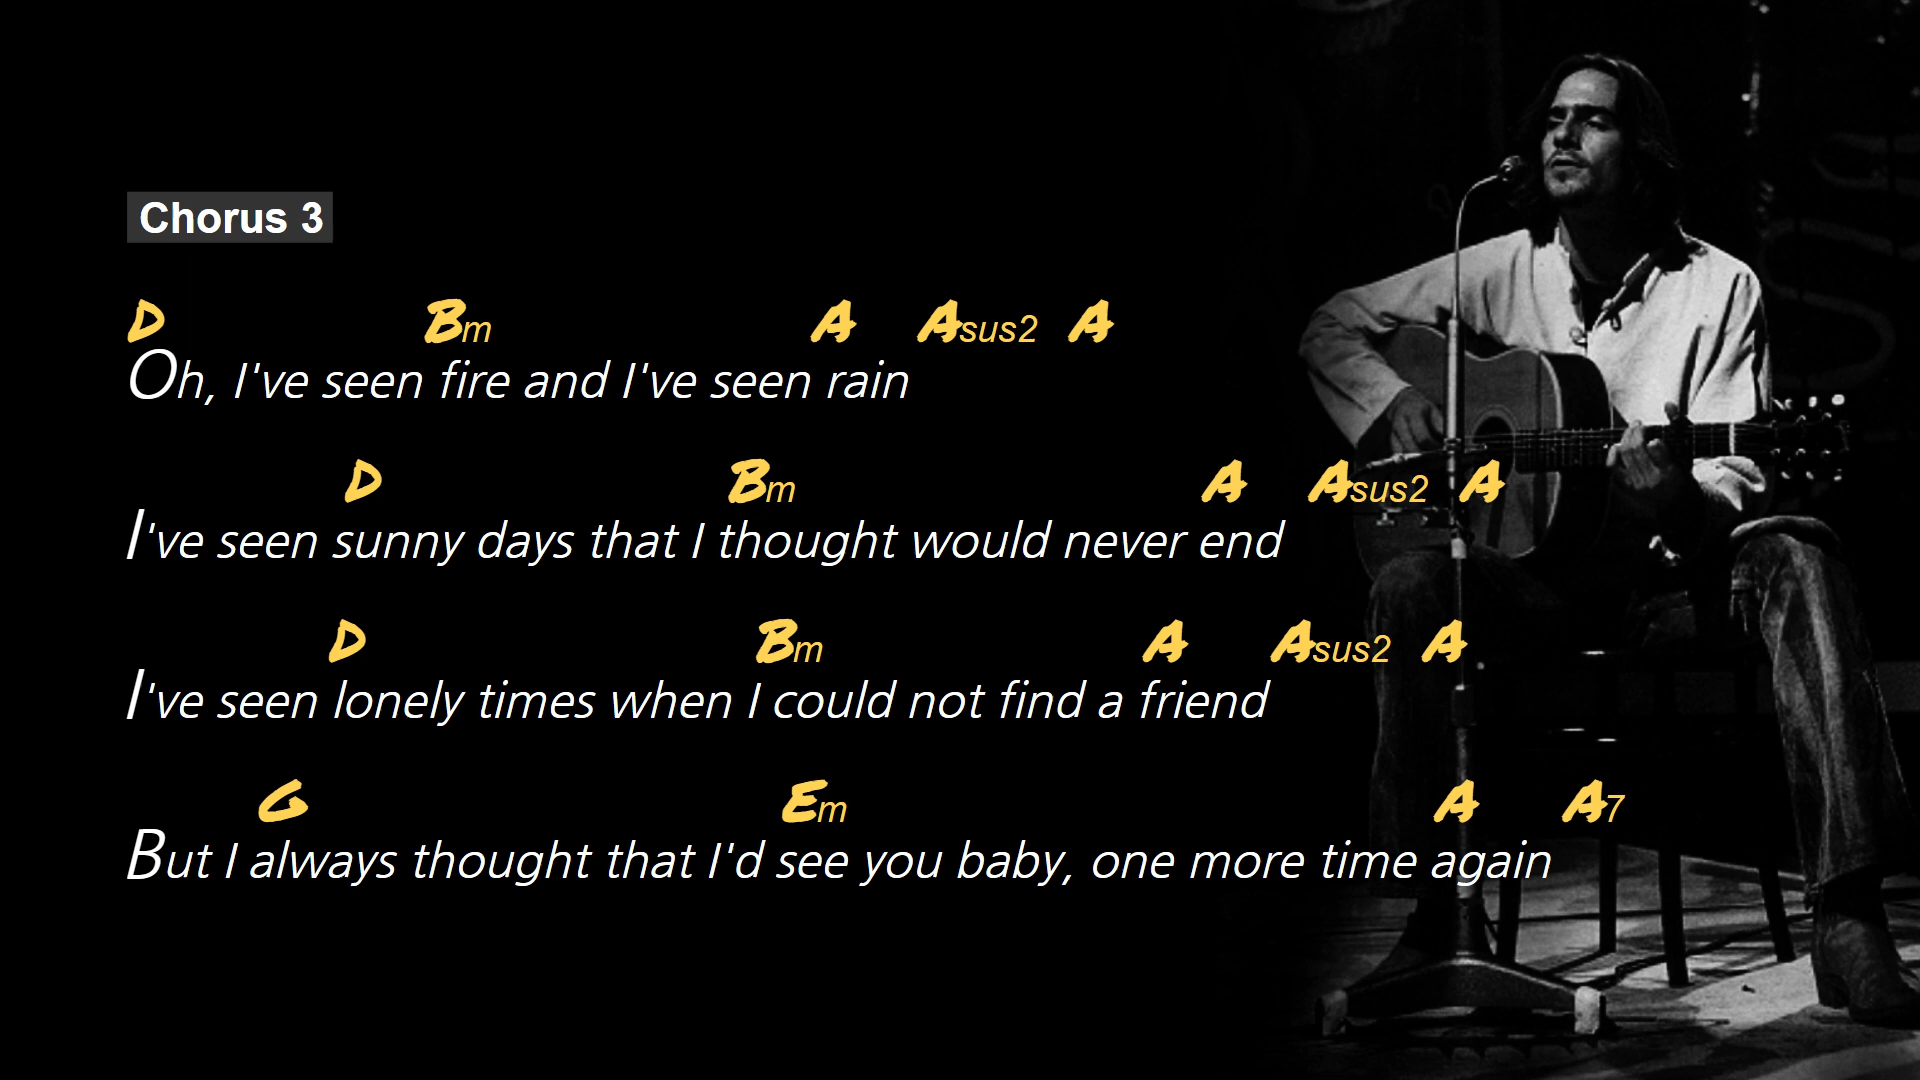 Chorus 3
D Bm A Asus2 A
Oh, I've seen fire and I've seen rain
D Bm A Asus2 A
I've seen sunny days that I thought would never end
D Bm A Asus2 A
I've seen lonely times when I could not find a friend
G Em A A7
But I always thought that I'd see you baby, one more time again